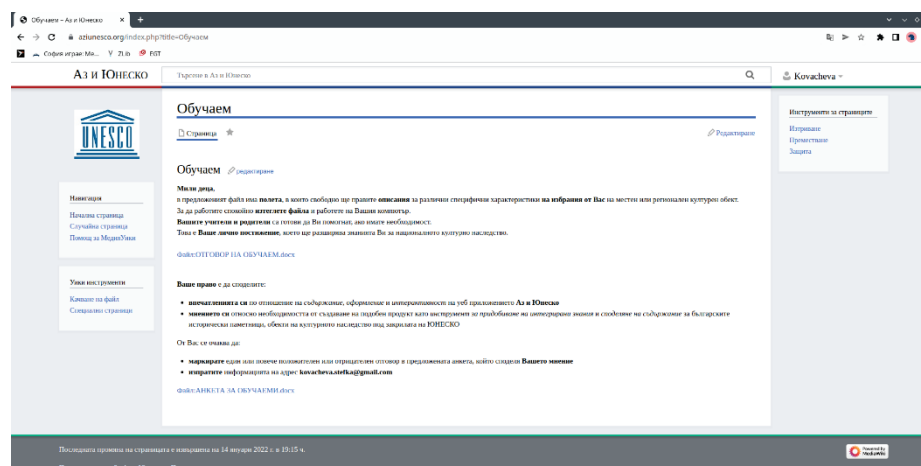 Обучаем – Аз и Юнеско
aziunesco.org/index.php?title=Обучаем
София играе:Ме...
ZLib
FGT
Аз и Юнеско
Търсене в Аз и Юнеско
Kovacheva
UNESCO
Обучаем
Страница
Редактиране
Обучаем редактиране
Мили деца,
в предложеният файл има полета, в които свободно ще правите описания за различни специфични характеристики на избрания от Вас на местен или регионален културен обект.
За да работите спокойно изтеглете файла и работете на Вашия компютър.
Вашите учители и родители са готови да Ви помогнат, ако имате необходимост.
Това е Ваше лично постижение, което ще разширява знанията Ви за националното културно наследство.
Файл:ОТГОВОР НА ОБУЧАЕМ.docx
Ваше право е да споделите:
впечатленията си по отношение на съдържание, оформление и интерактивност на уеб приложението Аз и Юнеско
мнението си относно необходимостта от създаване на подобен продукт като инструмент за придобиване на интегрирани знания и споделяне на съдържание за българските
исторически паметници, обекти на културното наследство под закрилата на ЮНЕСКО
От Вас се очаква да:
маркирате един или повече положителен или отрицателен отговор в предложената анкета, който споделя Вашето мнение
изпратите информацията на адрес kovacheva.stefka@gmail.com
Файл:АНКЕТА ЗА ОБУЧАЕМИ.docx
Навигация
Начална страница
Случайна страница
Помощ за МедияУики
Уики инструменти
Качване на файл
Специални страници
Инструменти за страниците
Изтриване
Преместване
Защита
Последната промяна на страницата е извършена на 14 януари 2022 г. в 19:15 ч.
Powered by
MediaWiki